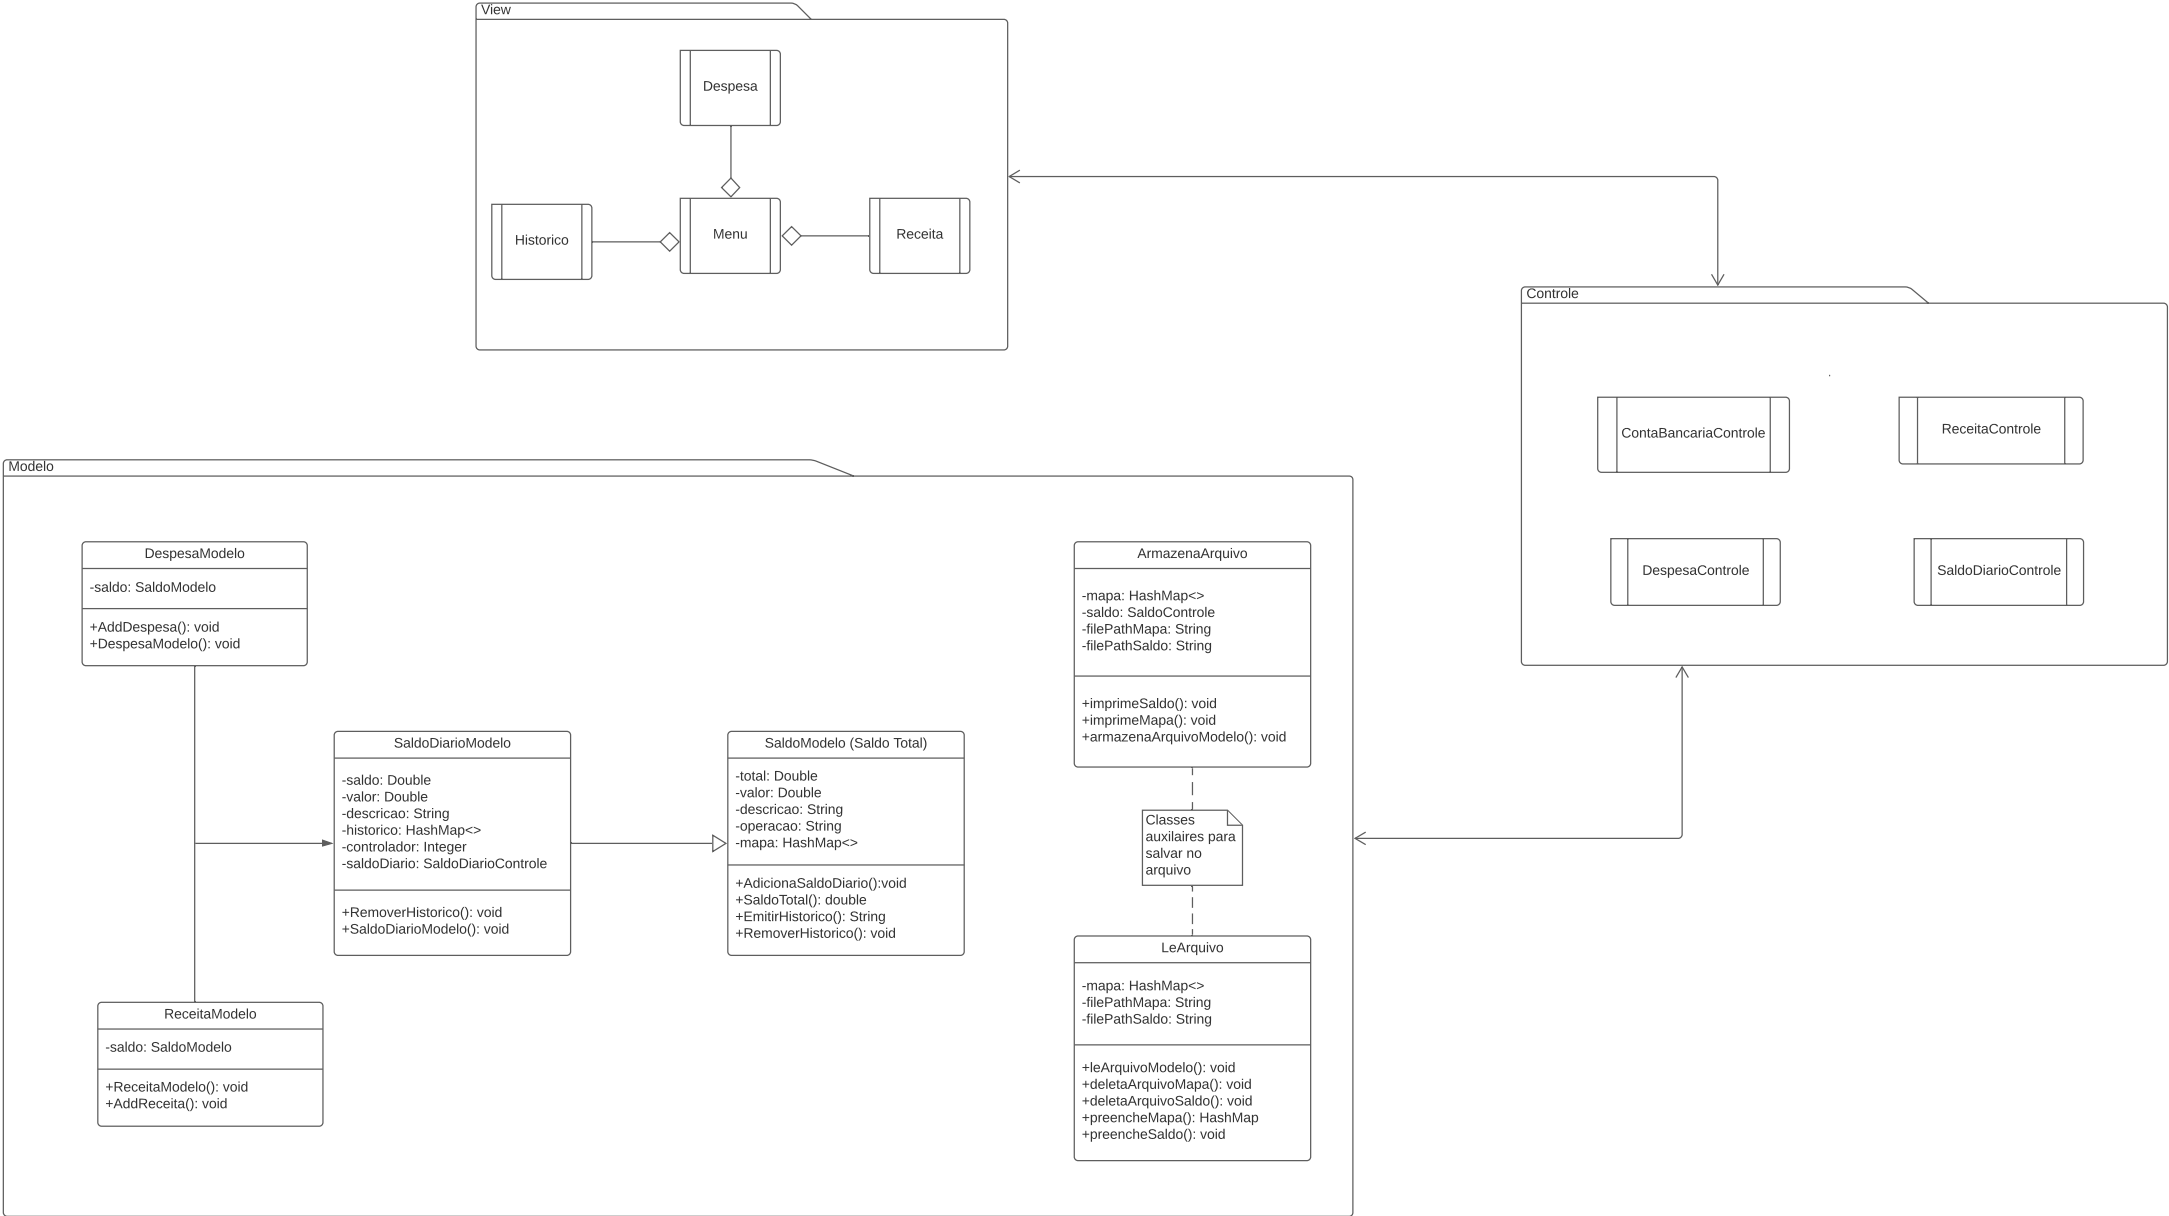 View
Despesa
Historico
Menu
Receita
Controle
ContaBancariaControle
ReceitaControle
DespesaControle
SaldoDiarioControle
Modelo
DespesaModelo
-saldo: SaldoModelo
+AddDespesa(): void
+DespesaModelo(): void
SaldoDiarioModelo
-saldo: Double
-valor: Double
-descricao: String
-historico: HashMap<>
-controlador: Integer
-saldoDiario: SaldoDiarioControle
+RemoverHistorico(): void
+SaldoDiarioModelo(): void
SaldoModelo (Saldo Total)
-total: Double
-valor: Double
-descricao: String
-operacao: String
-mapa: HashMap<>
+AdicionaSaldoDiario():void
+SaldoTotal(): double
+EmitirHistorico(): String
+RemoverHistorico(): void
ReceitaModelo
-saldo: SaldoModelo
+ReceitaModelo(): void
+AddReceita(): void
ArmazenaArquivo
-mapa: HashMap<>
-saldo: SaldoControle
-filePathMapa: String
-filePathSaldo: String
+imprimeSaldo(): void
+imprimeMapa(): void
+armazenaArquivoModelo(): void
Classes
auxilaires para
salvar no
arquivo
LeArquivo
-mapa: HashMap<>
-filePathMapa: String
-filePathSaldo: String
+leArquivoModelo(): void
+deletaArquivoMapa(): void
+deletaArquivoSaldo(): void
+preencheMapa(): HashMap
+preencheSaldo(): void